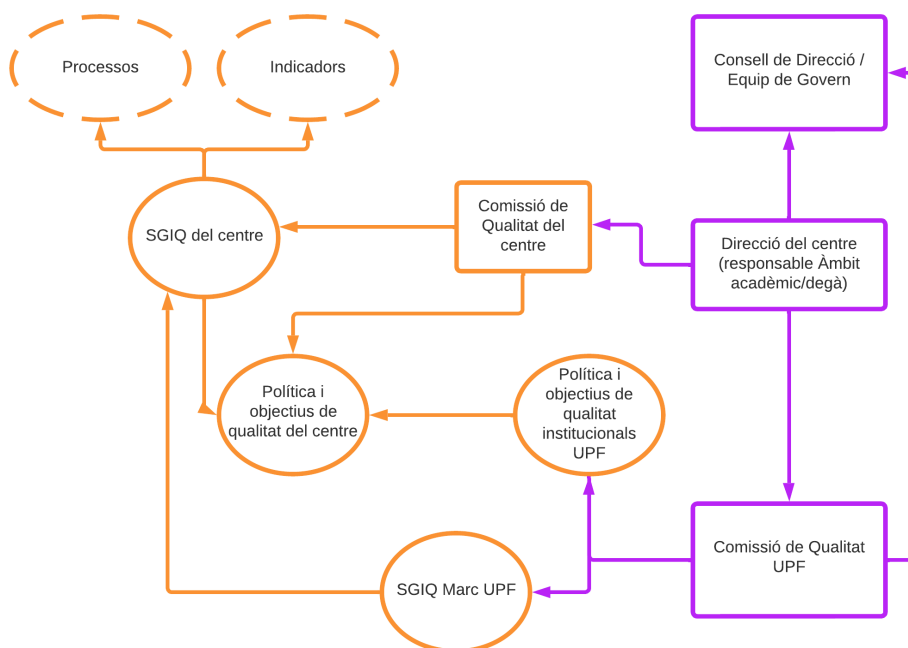 Processos
Indicadors
Consell de Direcció /
Equip de Govern
SGIQ del centre
Comissió de
Qualitat del
centre
Direcció del centre
(responsable Àmbit
acadèmic/degà)
Política i
objectius de
qualitat del centre
Política i
objectius de
qualitat
institucionals
UPF
SGIQ Marc UPF
Comissió de Qualitat
UPF